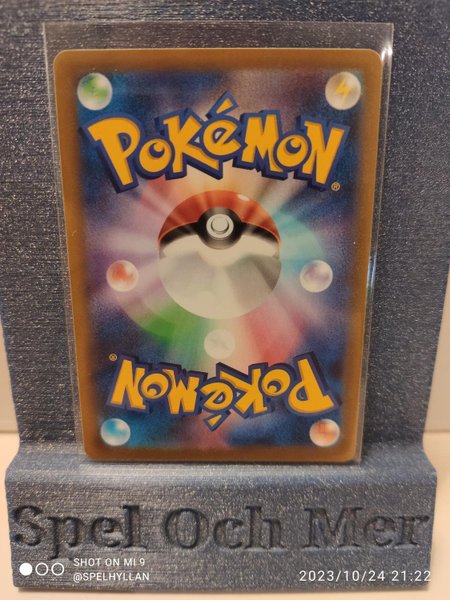 POKéMON®
POKéMON®
Spel Och Mer
SHOT ON MI 9
@SPELHYLLAN
2023/10/24 21:22